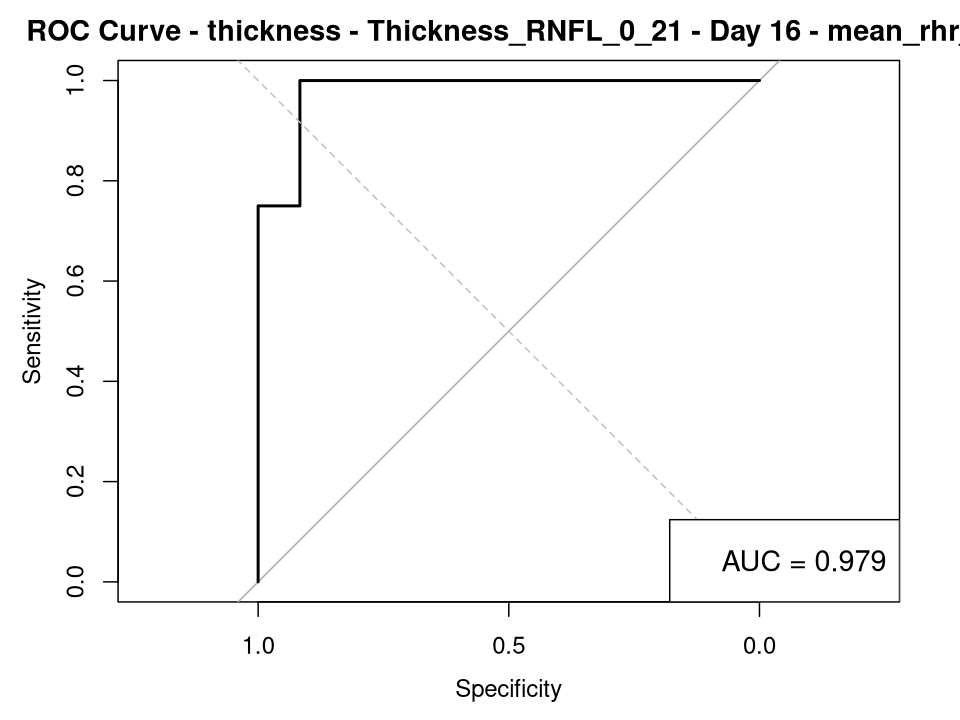 ROC Curve - thickness - Thickness_RNFL_0_21 - Day 16 - mean_rhr_
1.0
0.8
0.6
0.4
0.2
0.0
Sensitivity
AUC = 0.979
1.0 0.5 0.0
Specificity